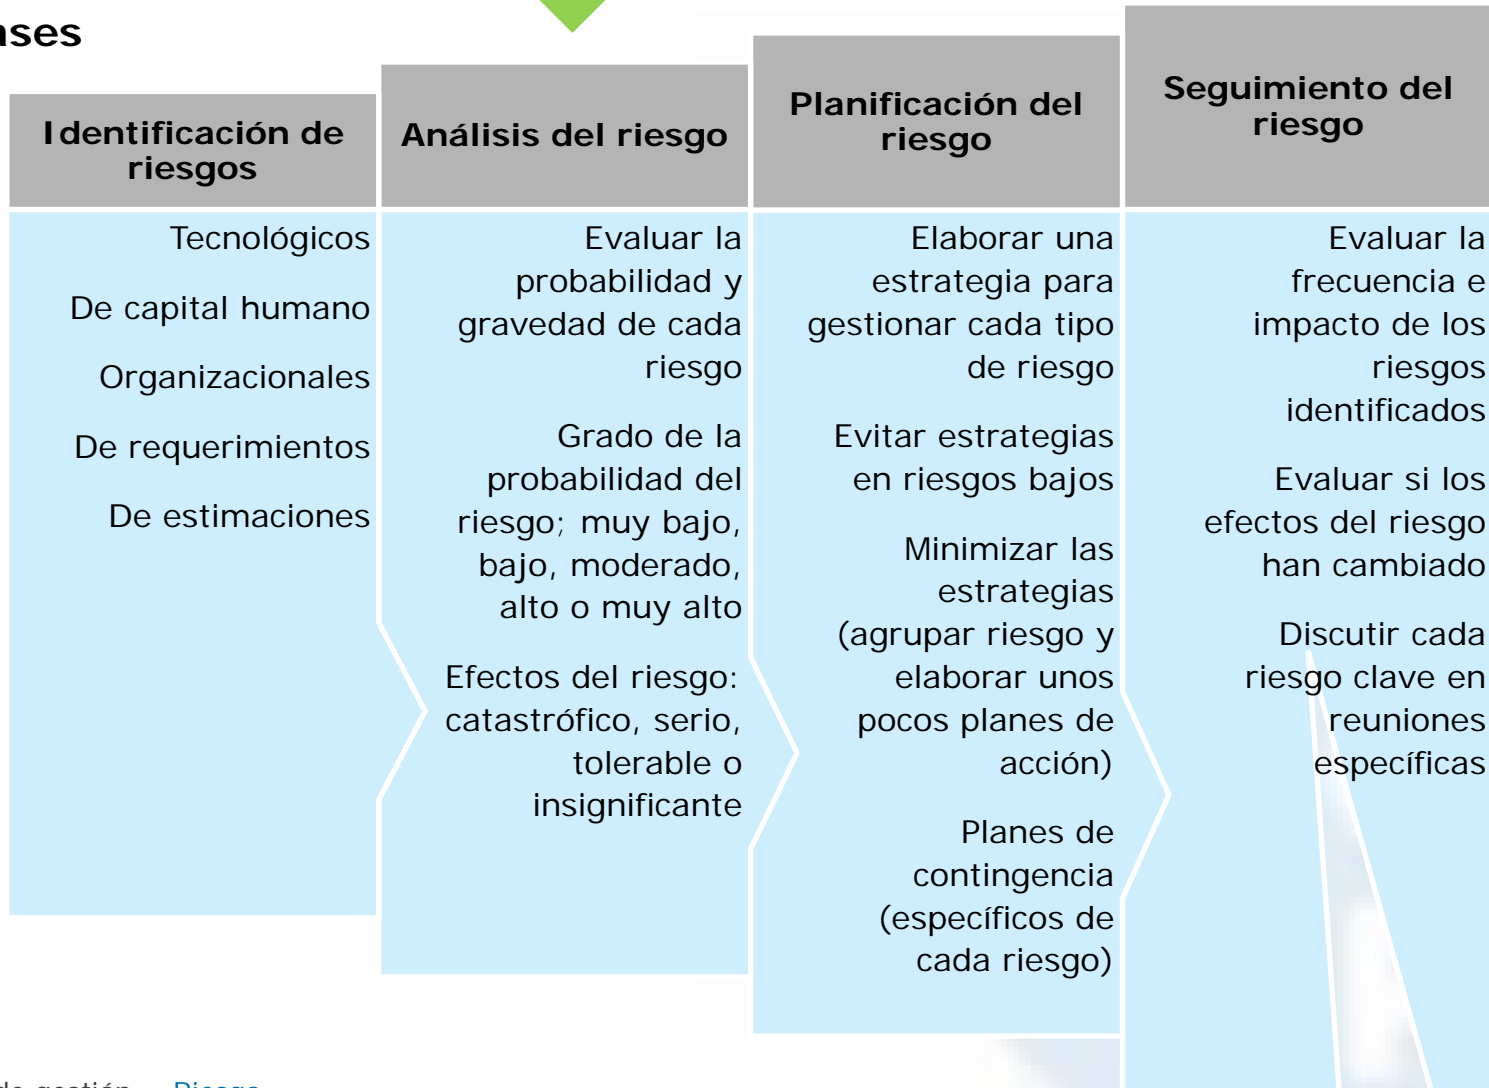 ases
Identificación de
riesgos
Tecnológicos
De capital humano
Organizacionales
De requerimientos
De estimaciones
Análisis del riesgo
Evaluar la
probabilidad y
gravedad de cada
riesgo
Grado de la
probabilidad del
riesgo; muy bajo,
bajo, moderado,
alto o muy alto
Efectos del riesgo:
catastrófico, serio,
tolerable o
insignificante
Planificación del
riesgo
Elaborar una
estrategia para
gestionar cada tipo
de riesgo
Evitar estrategias
en riesgos bajos
Minimizar las
estrategias
(agrupar riesgo y
elaborar unos
pocos planes de
acción)
Planes de
contingencia
(específicos de
cada riesgo)
Seguimiento del
riesgo
Evaluar la
frecuencia e
impacto de los
riesgos
identificados
Evaluar si los
efectos del riesgo
han cambiado
Discutir cada
riesgo clave en
reuniones
específicas
de gestión Riesgo